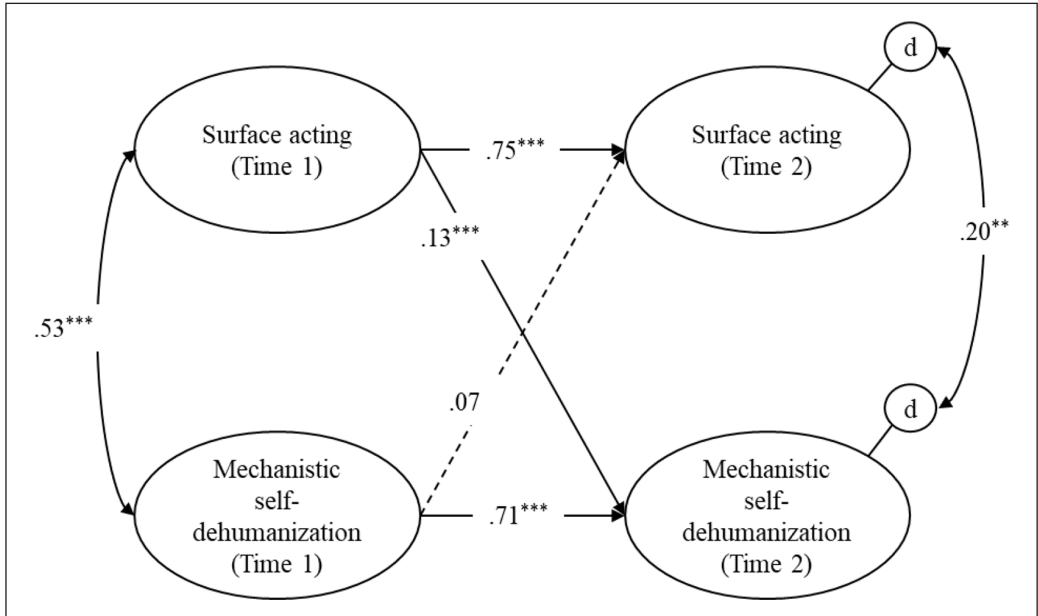 d
Surface acting
(Time 1)
.75***
Surface acting
(Time 2)
.13***
.20**
.53***
.07
d
Mechanistic
self-
dehumanization
(Time 1)
.71***
Mechanistic
self-
dehumanization
(Time 2)